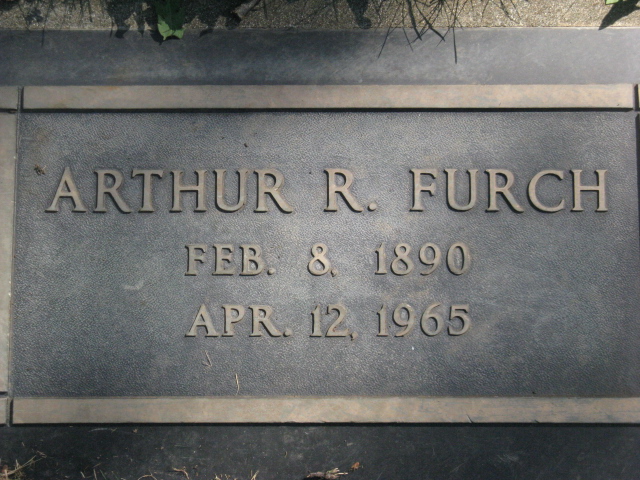 ARTHUR R. FURCH
FEB. 8, 1890
APR. 12, 1965